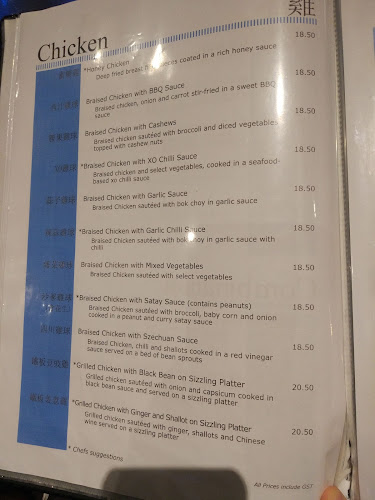 雞
Chicken
*Honey Chicken 18.50
Deep fried breast coated in a rich honey sauce
Braised Chicken with BBQ Sauce 18.50
Braised chicken, onion and carrot stir-fried in a sweet BBQ
sauce
Braised Chicken with Cashews 18.50
Braised chicken sautéed with broccoli and diced vegetables
topped with cashew nuts
*Braised Chicken with XO Chilli Sauce 18.50
Braised chicken and select vegetables, cooked in a seafood-
based xo chilli sauce
Braised Chicken with Garlic Sauce 18.50
Braised chicken sautéed with bok choy in garlic sauce
*Braised Chicken with Garlic Chilli Sauce 18.50
Braised chicken sautéed with bok choy in garlic sauce with
chilli
Braised Chicken with Mixed Vegetables 18.50
Braised chicken sautéed with select vegetables
*Braised Chicken with Satay Sauce (contains peanuts) 18.50
Braised chicken sautéed with broccoli, baby corn and onion
cooked in a peanut and curry satay sauce
Braised Chicken with Szechuan Sauce 18.50
Braised chicken, chilli and shallots cooked in a red vinegar
sauce served on a bed of bean sprouts
*Grilled Chicken with Black Bean on Sizzling Platter 20.50
Grilled chicken sautéed with onion and capsicum cooked in
black bean sauce and served on a sizzling platter
*Grilled Chicken with Ginger and Shallot on Sizzling Platter 20.50
Grilled chicken sautéed with ginger, shallots and Chinese
wine served on a sizzling platter
* Chefs suggestions
All Prices include GST